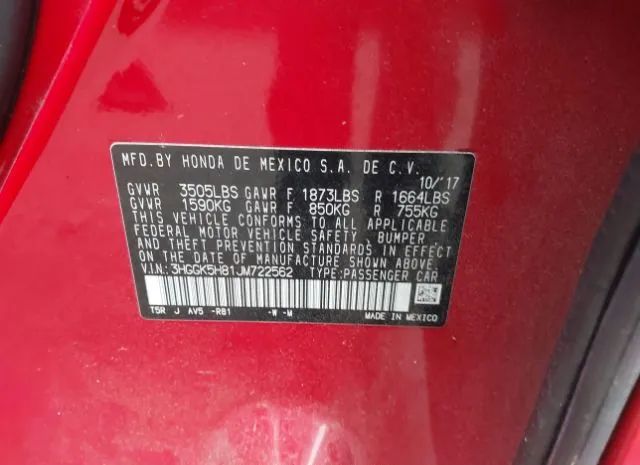 MFD.BY HONDA DE MEXICO S.A. DE C.V.
10/'17
GVWR 3505LBS GAWR F 1873LBS R 1664LBS
GVWR 1590KG GAWR F 850KG R 755KG
THIS VEHICLE CONFORMS TO ALL APPLICABLE
FEDERAL MOTOR VEHICLE SAFETY, BUMPER,
AND THEFT PREVENTION STANDARDS IN EFFECT
ON THE DATE OF MANUFACTURE SHOWN ABOVE.
V.I.N.:3HGGK5H81JM722562 TYPE:PASSENGER CAR
T5R J AV5 -R81 -W -M MADE IN MEXICO